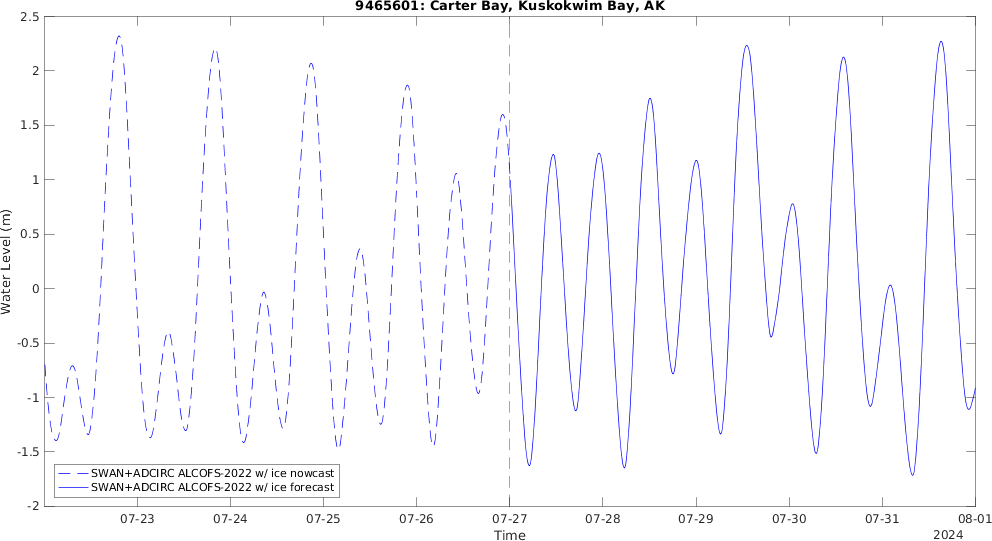 9465601: Carter Bay, Kuskokwim Bay, AK
2.5
2
1.5
1
0.5
0
-0.5
-1
-1.5
-2
Water Level (m)
SWAN+ADCIRC ALCOFS-2022 w/ ice nowcast
SWAN+ADCIRC ALCOFS-2022 w/ ice forecast
07-23 07-24 07-25 07-26 07-27 07-28 07-29 07-30 07-31 08-01
Time
2024